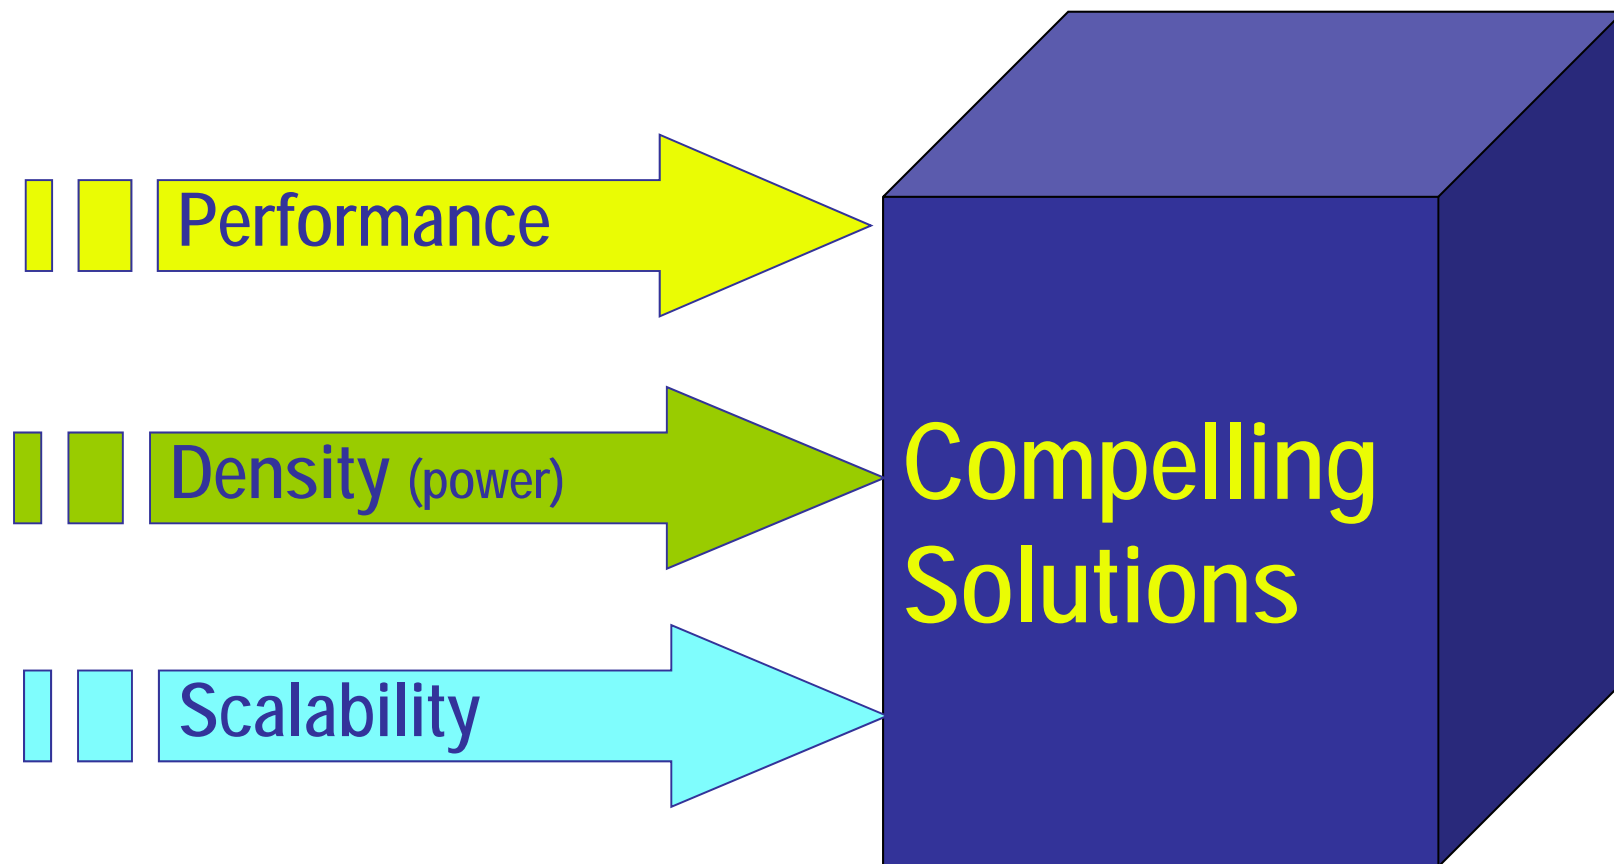 Performance
Density (power)
Scalability
Compelling
Solutions